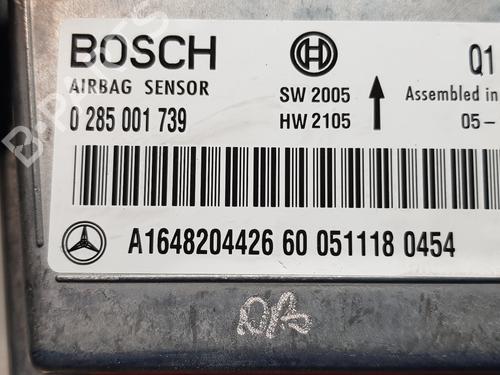 BOSCH
Q1
AIRBAG SENSOR
SW 2005
Assembled in
0 285 001 739
HW 2105
05-
A1648204426 60 051118 0454